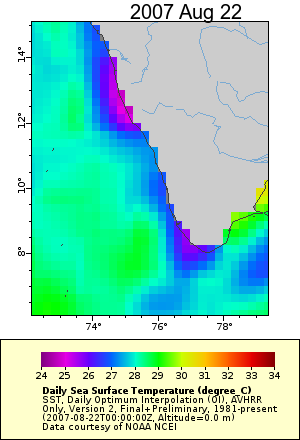 2007 Aug 22
14°
12°
10°
8°
74°
76°
78°
24 25 26 27 28 29 30 31 32 33 34
Daily Sea Surface Temperature (degree_C)
SST, Daily Optimum Interpolation (OI), AVHRR
Only, Version 2, Final+Preliminary, 1981-present
(2007-08-22T00:00:00Z, Altitude=0.0 m)
Data courtesy of NOAA NCEI